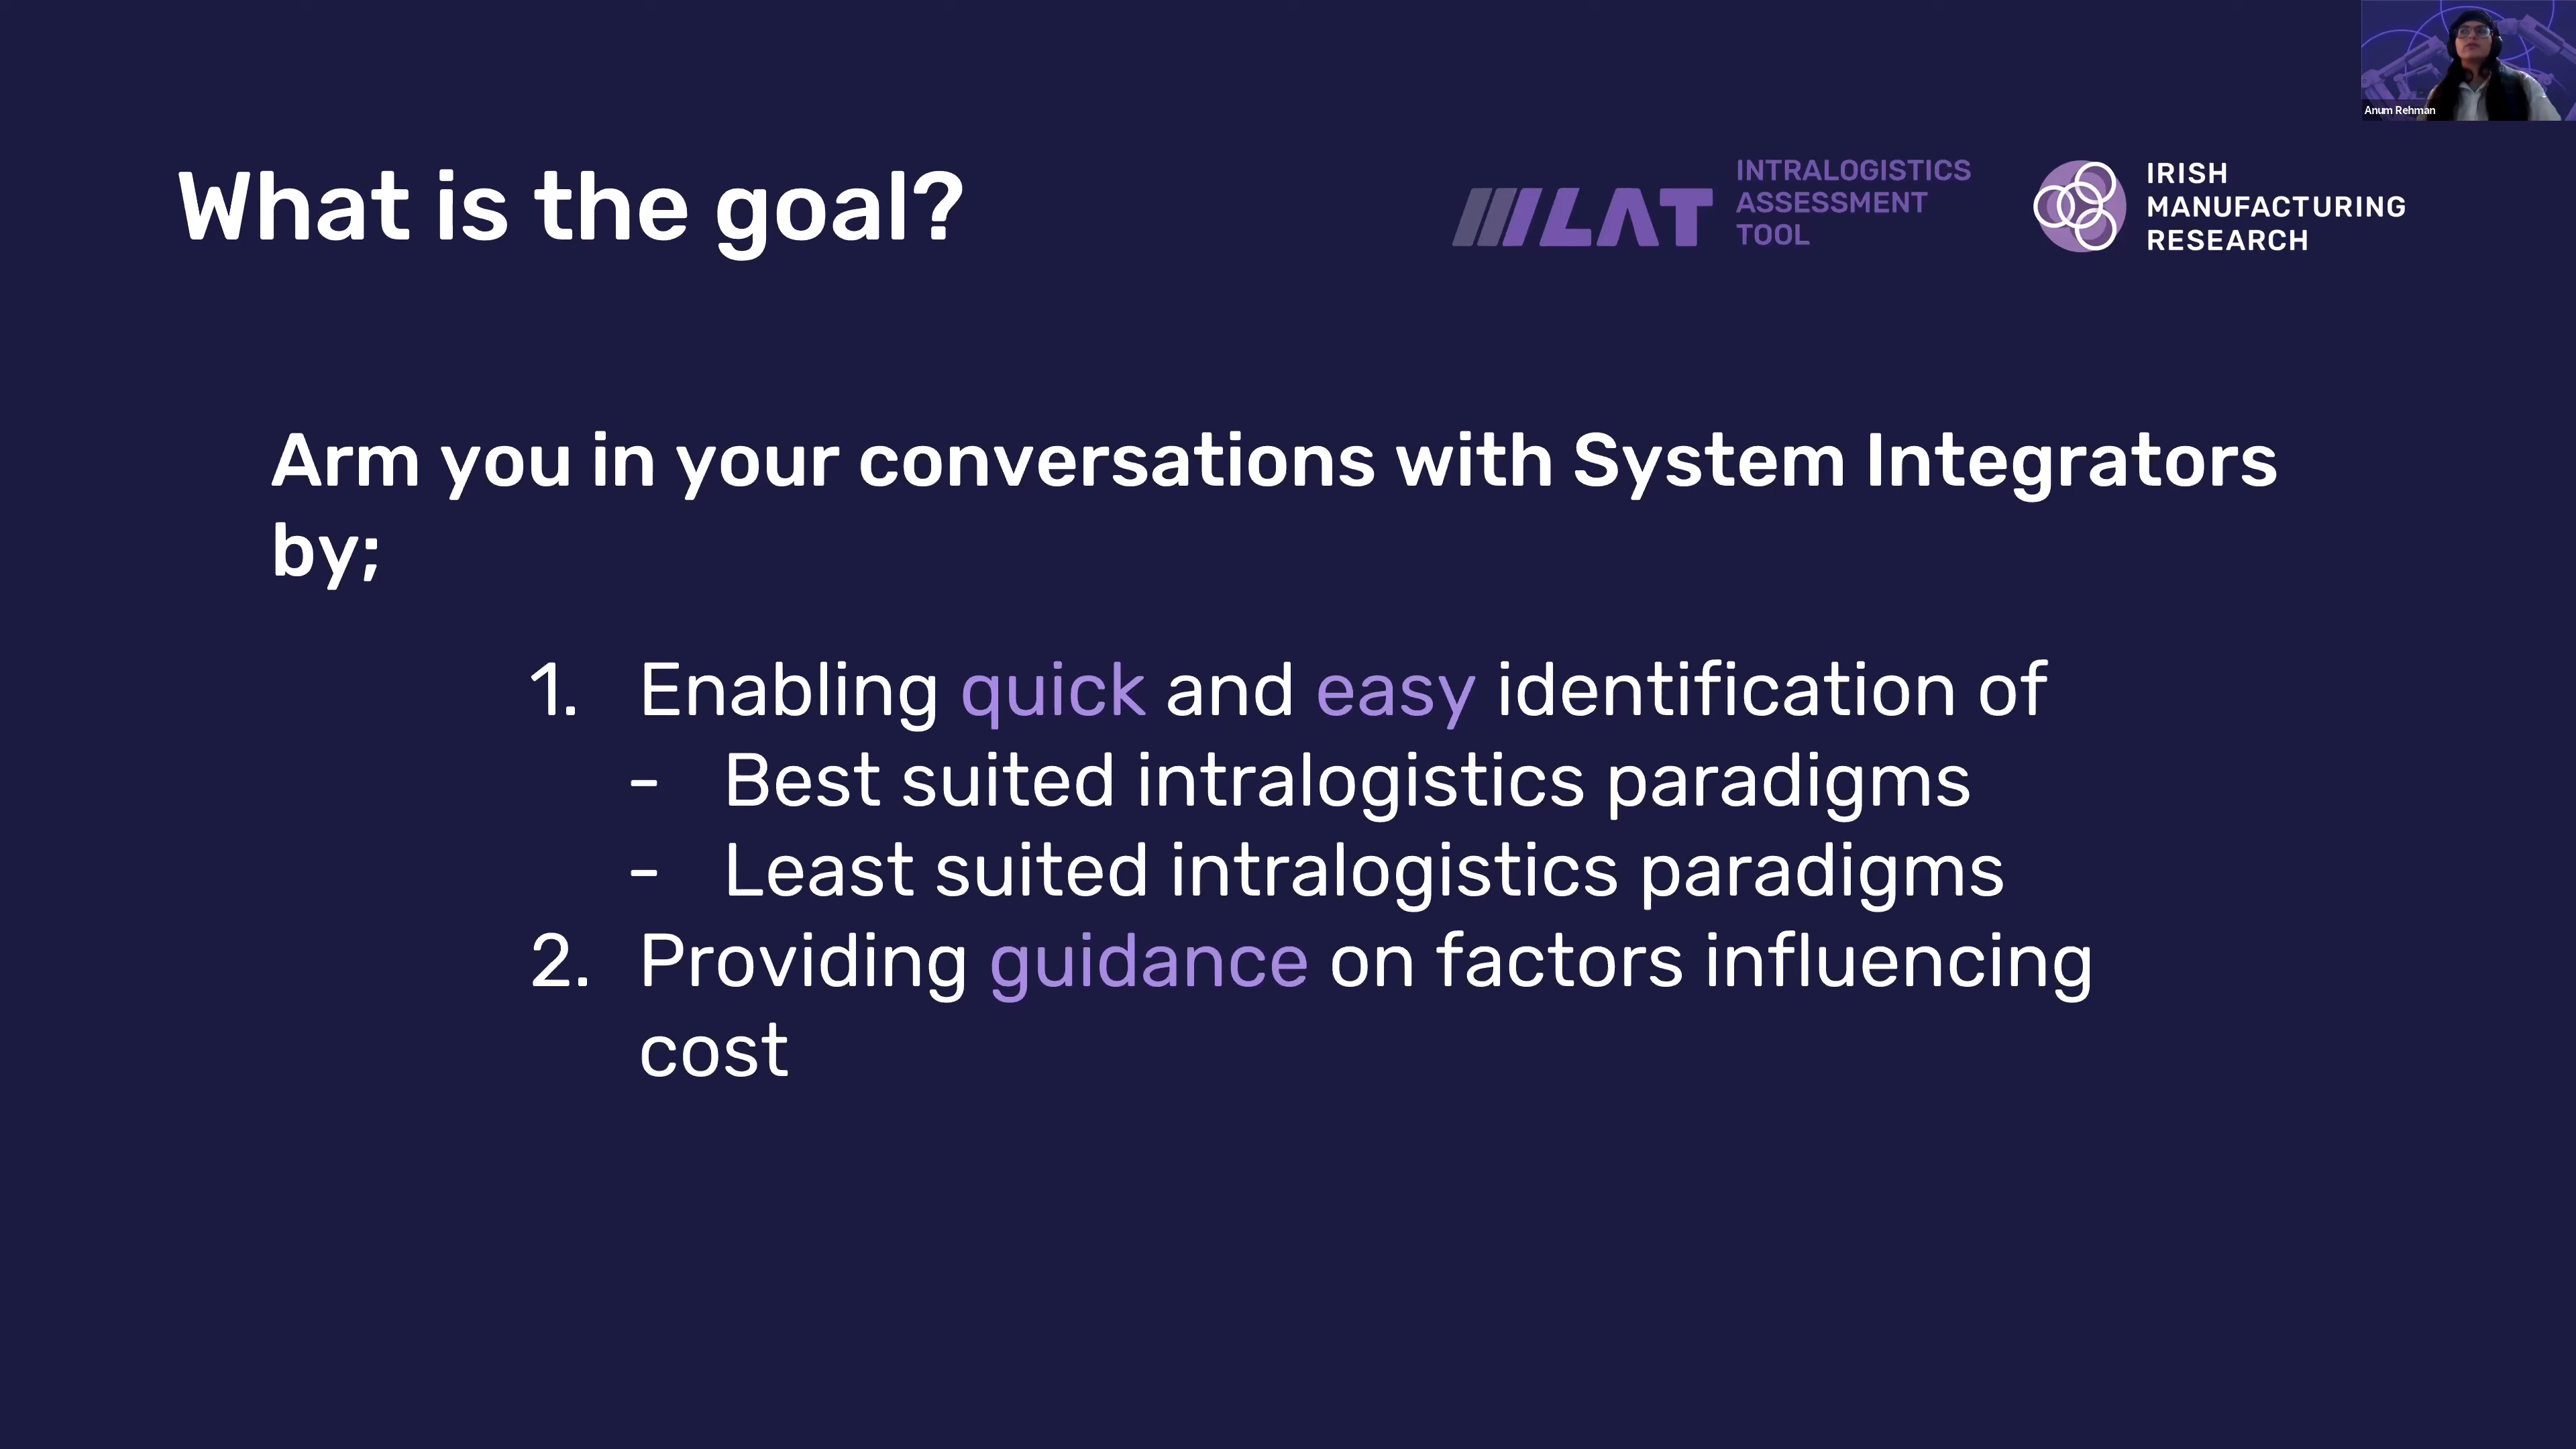 Anum Rehman
What is the goal?
ILAT
INTRALOGISTICS
ASSESSMENT
TOOL
IRISH
MANUFACTURING
RESEARCH
Arm you in your conversations with System Integrators
by;
1. Enabling quick and easy identification of
- Best suited intralogistics paradigms
- Least suited intralogistics paradigms
2. Providing guidance on factors influencing
cost